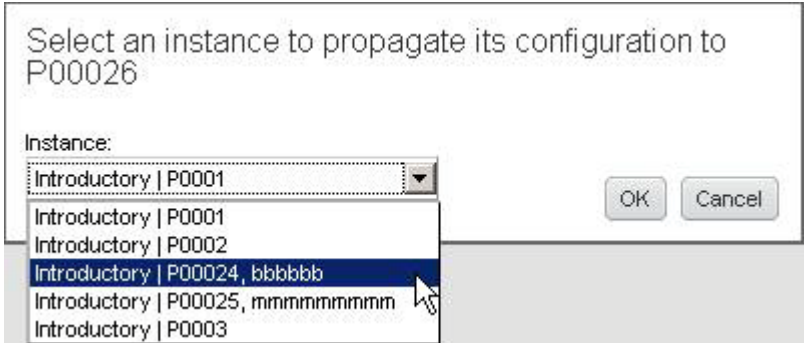 Select an instance to propagate its configuration to
P00026
Instance:
Introductory | P0001
OK
Cancel
Introductory | P0001
Introductory | P0002
Introductory | P00024, bbbbbb
Introductory | P00025, mmmmmmmmmm
Introductory | P0003